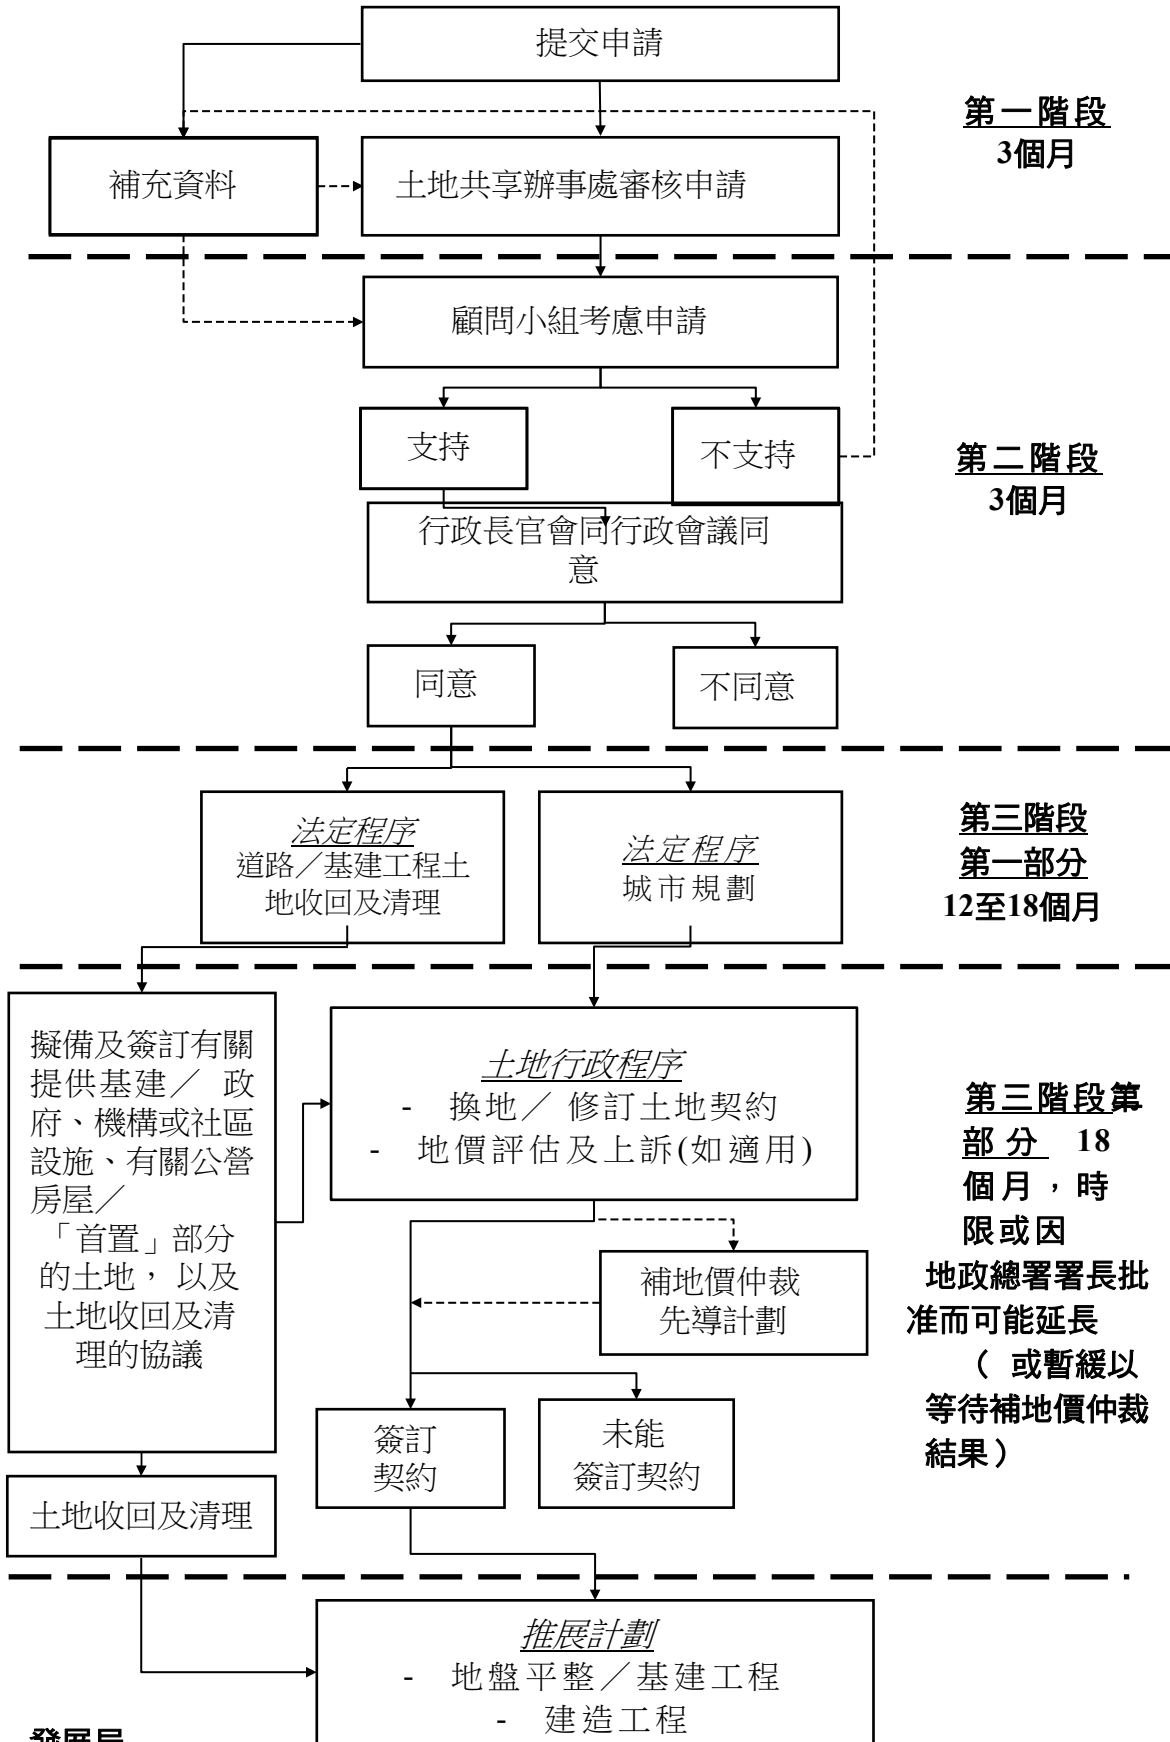 提交申請
第一階段
3個月
補充資料
土地共享辦事處審核申請
顧問小組考慮申請
支持
不支持
第二階段
3個月
行政長官會同行政會議同
意
同意
不同意
法定程序
道路／基建工程土
地收回及清理
法定程序
城市規劃
第三階段
第一部分
12至18個月
擬備及簽訂有關
提供基建／ 政
府、機構或社區
設施、有關公營
房屋／
「首置」部分
的土地， 以及
土地收回及清
理的協議
土地行政程序
- 換地／ 修訂土地契約
- 地價評估及上訴(如適用)
第三階段第
部分 18
個月，時
限或因
地政總署署長批
准而可能延長
（ 或暫緩以
等待補地價仲裁
結果）
補地價仲裁
先導計劃
簽訂
契約
未能
簽訂契約
土地收回及清理
推展計劃
- 地盤平整／基建工程
- 建造工程
發展局